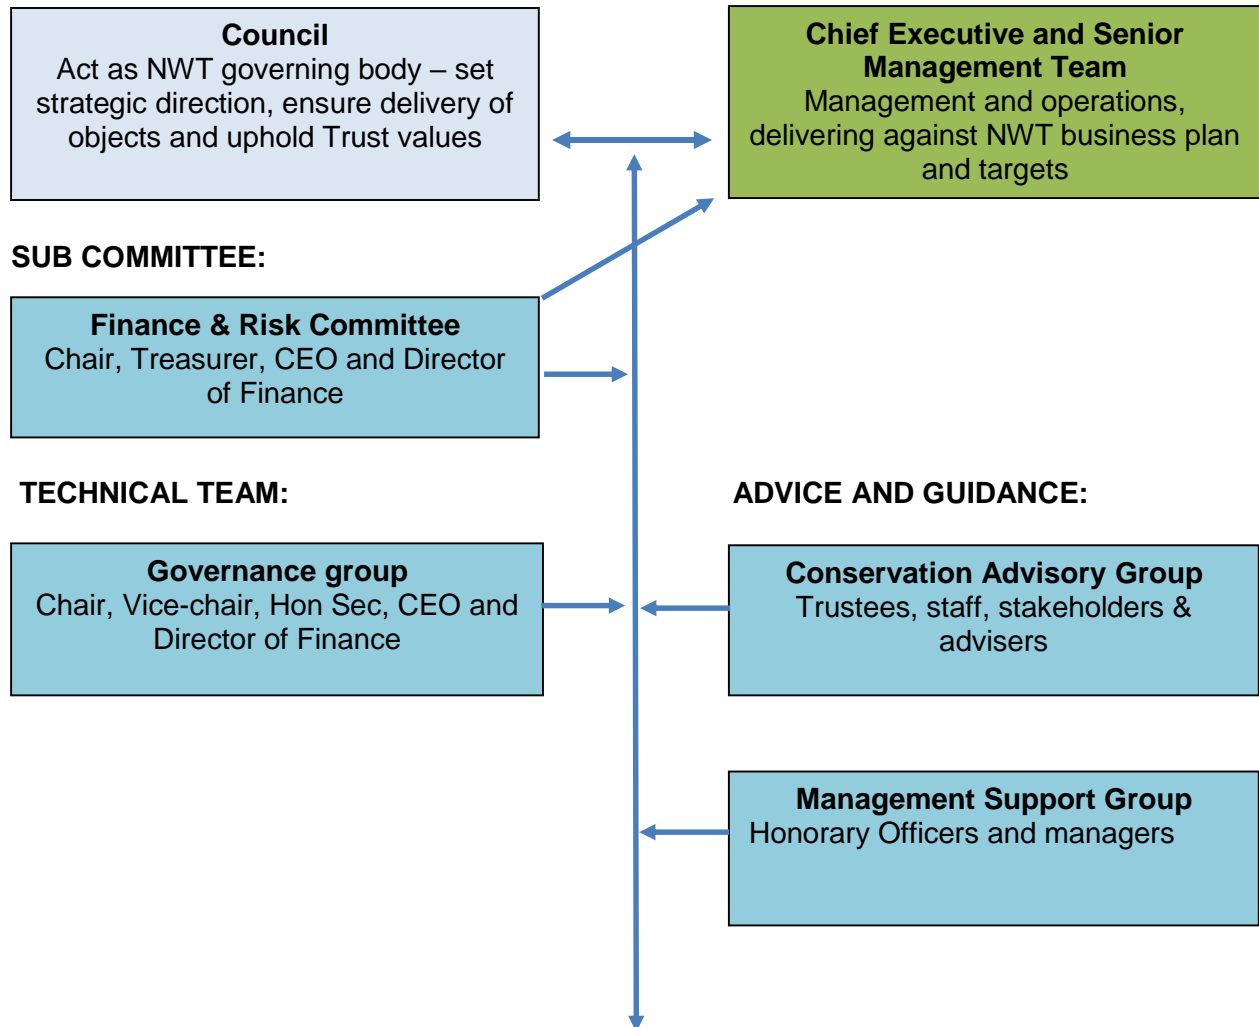 Council
Act as NWT governing body – set
strategic direction, ensure delivery of
objects and uphold Trust values
Chief Executive and Senior
Management Team
Management and operations,
delivering against NWT business plan
and targets
SUB COMMITTEE:
Finance & Risk Committee
Chair, Treasurer, CEO and Director
of Finance
TECHNICAL TEAM:
ADVICE AND GUIDANCE:
Governance group
Chair, Vice-chair, Hon Sec, CEO and
Director of Finance
Conservation Advisory Group
Trustees, staff, stakeholders &
advisers
Management Support Group
Honorary Officers and managers